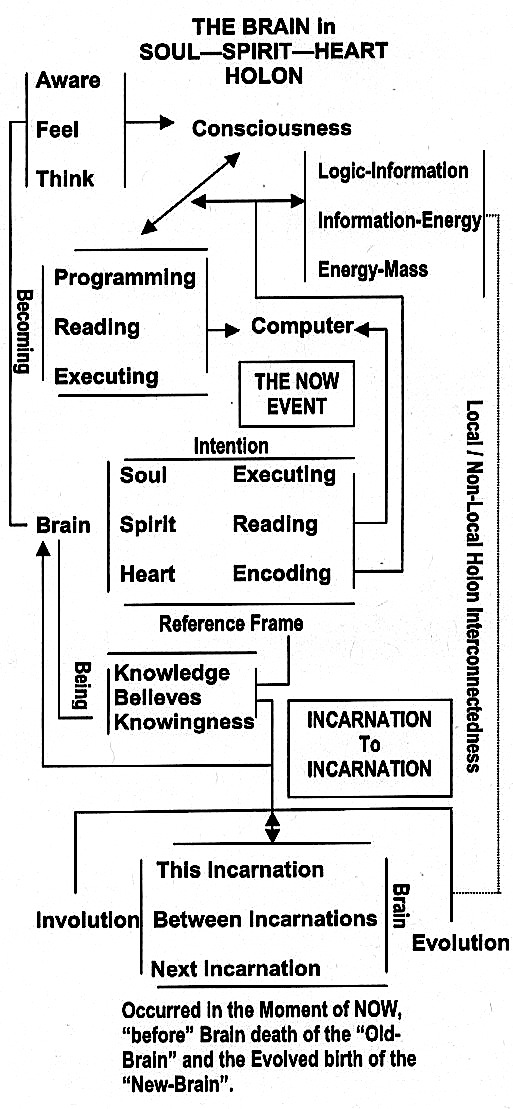 THE BRAIN in
SOUL—SPIRIT—HEART
HOLON
Aware
Feel
Think
Consciousness
Logic-Information
Information-Energy
Energy-Mass
Becoming
Programming
Reading
Executing
Computer
THE NOW
EVENT
Local / Non-Local Holon Interconnectedness
Intention
Brain
Soul Executing
Spirit Reading
Heart Encoding
Reference Frame
Being
Knowledge
Believes
Knowingness
INCARNATION
To
INCARNATION
This Incarnation
Involution Between Incarnations
Next Incarnation
Brain
Evolution
Occurred in the Moment of NOW,
“before” Brain death of the “Old-
Brain” and the Evolved birth of the
“New-Brain”.